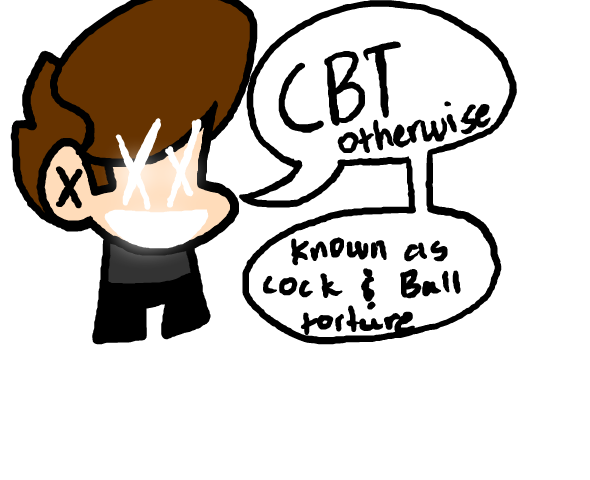 CBT
otherwise
known as
cock & Ball
torture